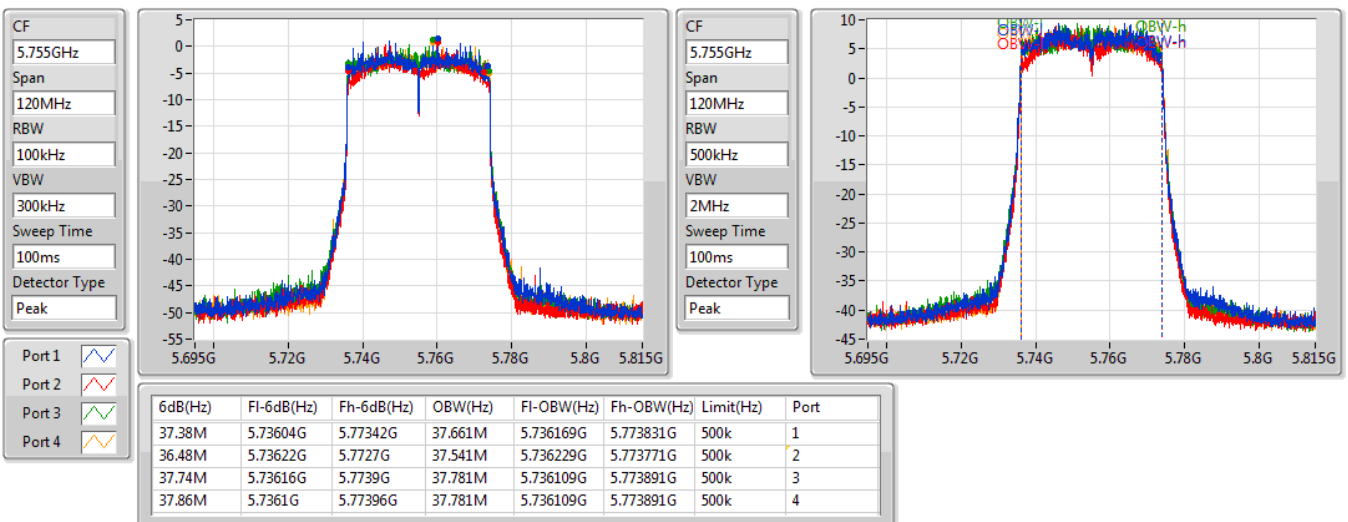 CF
5.755GHz
Span
120MHz
RBW
100kHz
VBW
300kHz
Sweep Time
100ms
Detector Type
Peak
5
0
-5
-10
-15
-20
-25
-30
-35
-40
-45
-50
-55
5.695G 5.72G 5.74G 5.76G 5.78G 5.8G 5.815G
CF
5.755GHz
Span
120MHz
RBW
500kHz
VBW
2MHz
Sweep Time
100ms
Detector Type
Peak
10
5
0
-5
-10
-15
-20
-25
-30
-35
-40
-45
OBW-h
OBW-h
5.695G 5.72G 5.74G 5.76G 5.78G 5.8G 5.815G
Port 1
Port 2
Port 3
Port 4
6dB(Hz) Fl-6dB(Hz) Fh-6dB(Hz) OBW(Hz) Fl-OBW(Hz) Fh-OBW(Hz) Limit(Hz) Port
37.38M 5.73604G 5.77342G 37.661M 5.736169G 5.773831G 500k 1
36.48M 5.73622G 5.7727G 37.541M 5.736229G 5.773771G 500k 2
37.74M 5.73616G 5.7739G 37.781M 5.736109G 5.773891G 500k 3
37.86M 5.7361G 5.77396G 37.781M 5.736109G 5.773891G 500k 4